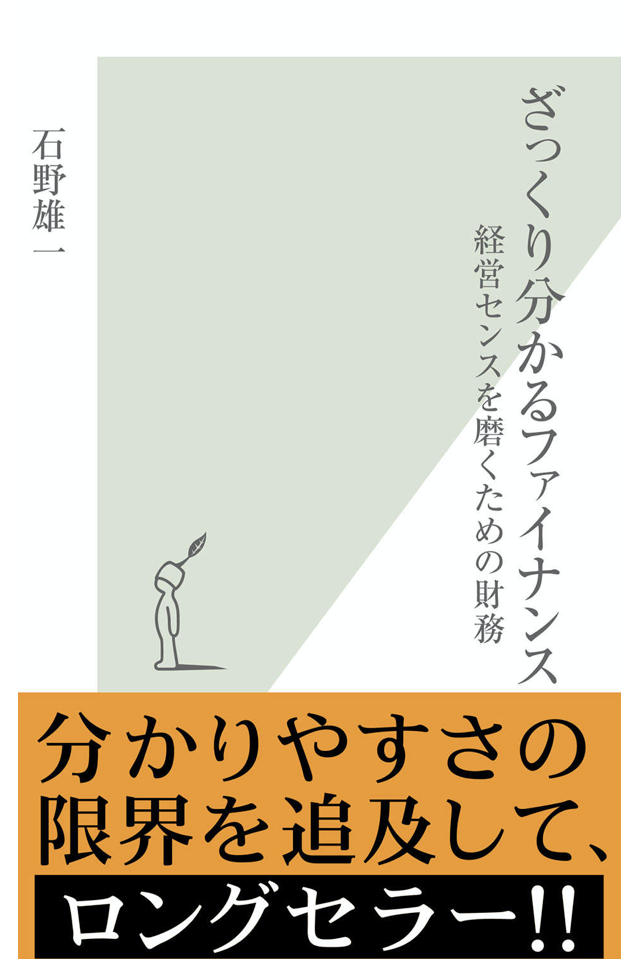 ざっくり分かるファイナンス
経営センスを磨くための財務
石野雄一
分かりやすさの
限界を追及して、
ロングセラー!!